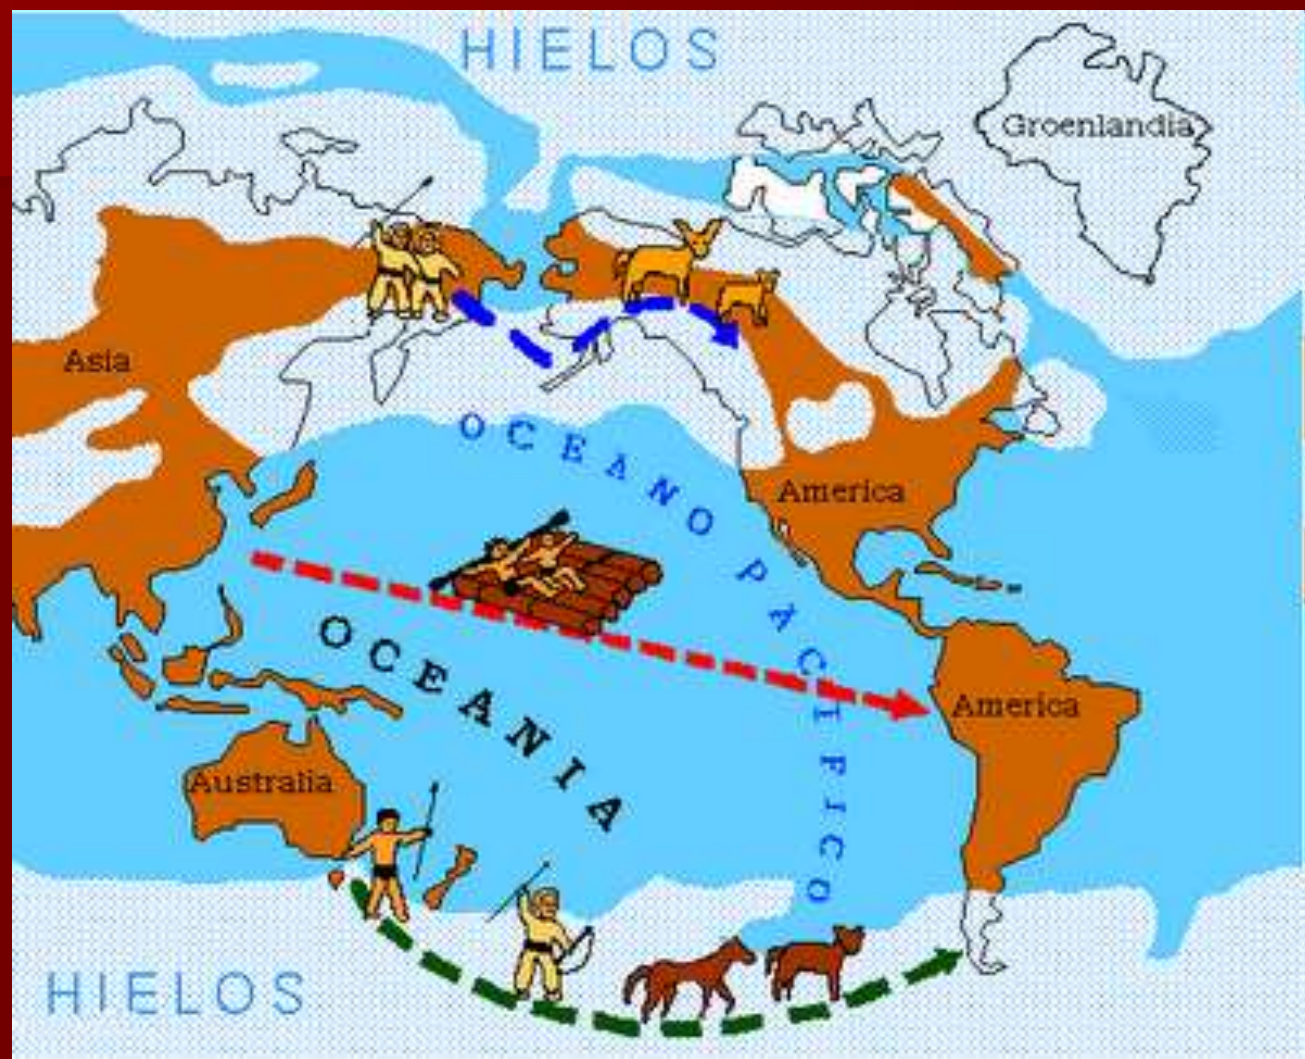 HIELOS
Groenlandia
Asia
OCEANO PACIFICO
America
OCEANIA
America
Australia
HIELOS